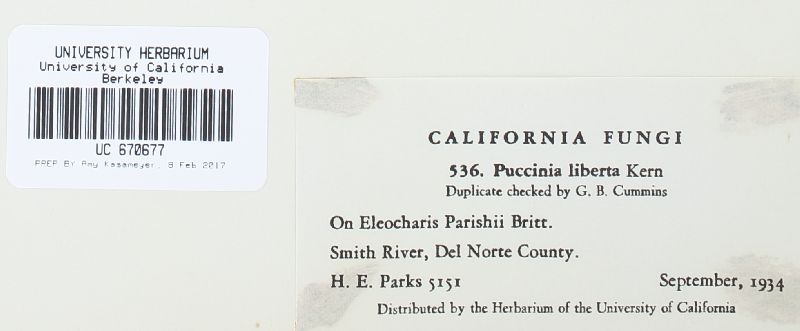 UNIVERSITY HERBARIUM
University of California
Berkeley
UC 670677
PREP BY Amy Kasameyer, 8 Feb 2017
CALIFORNIA FUNGI
536. Puccinia liberta Kern
Duplicate checked by G. B. Cummins
On Eleocharis Parishii Britt.
Smith River, Del Norte County.
H. E. Parks 5151 September, 1934
Distributed by the Herbarium of the University of California